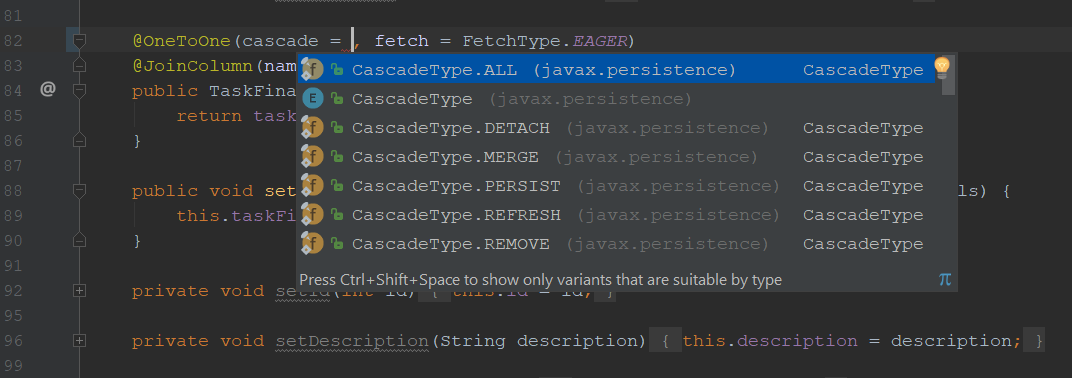 81
82 @OneToOne(cascade = , fetch = FetchType.EAGER)
83 @JoinColumn(nam
f CascadeType.ALL (javax.persistence) CascadeType
84 @ public TaskFina
E CascadeType (javax.persistence)
85 return task
f CascadeType.DETACH (javax.persistence) CascadeType
86 }
f CascadeType.MERGE (javax.persistence) CascadeType
87
f CascadeType.PERSIST (javax.persistence) CascadeType
88 public void set ls) {
f CascadeType.REFRESH (javax.persistence) CascadeType
89 this.taskFi
f CascadeType.REMOVE (javax.persistence) CascadeType
90 }
91
Press Ctrl+Shift+Space to show only variants that are suitable by type π
92 private void setId(int id) { this.id = id; }
95
96 private void setDescription(String description) { this.description = description; }
99